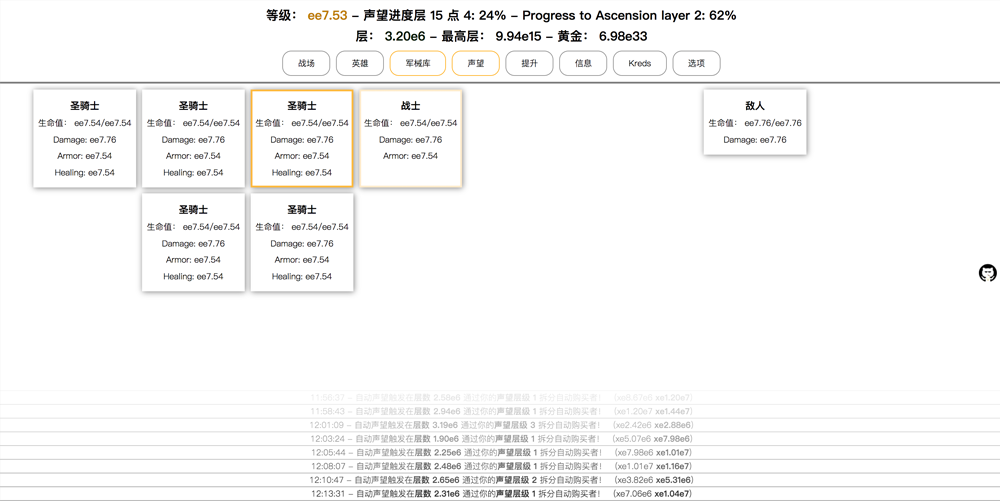 等级： ee7.53 – 声望进度层 15 点 4: 24% – Progress to Ascension layer 2: 62%
层： 3.20e6 – 最高层： 9.94e15 – 黄金： 6.98e33
战场 英雄 军械库 声望 提升 信息 Kreds 选项
圣骑士
生命值： ee7.54/ee7.54
Damage: ee7.76
Armor: ee7.54
Healing: ee7.54
圣骑士
生命值： ee7.54/ee7.54
Damage: ee7.76
Armor: ee7.54
Healing: ee7.54
圣骑士
生命值： ee7.54/ee7.54
Damage: ee7.76
Armor: ee7.54
Healing: ee7.54
战士
生命值： ee7.54/ee7.54
Damage: ee7.76
Armor: ee7.54
敌人
生命值： ee7.76/ee7.76
Damage: ee7.76
圣骑士
生命值： ee7.54/ee7.54
Damage: ee7.76
Armor: ee7.54
Healing: ee7.54
圣骑士
生命值： ee7.54/ee7.54
Damage: ee7.76
Armor: ee7.54
Healing: ee7.54
11:56:37 – 自动声望触发在层数 2.58e6 通过你的声望层级 1 拆分自动购买者! (xe6.67e6 xe1.20e7)
11:58:43 – 自动声望触发在层数 2.94e6 通过你的声望层级 1 拆分自动购买者! (xe1.20e7 xe1.44e7)
12:01:09 – 自动声望触发在层数 3.19e6 通过你的声望层级 3 拆分自动购买者! (xe2.42e6 xe2.88e6)
12:03:24 – 自动声望触发在层数 1.90e6 通过你的声望层级 1 拆分自动购买者! (xe5.07e6 xe7.98e6)
12:05:44 – 自动声望触发在层数 2.25e6 通过你的声望层级 1 拆分自动购买者! (xe7.98e6 xe1.01e7)
12:08:07 – 自动声望触发在层数 2.48e6 通过你的声望层级 1 拆分自动购买者! (xe1.01e7 xe1.16e7)
12:10:47 – 自动声望触发在层数 2.65e6 通过你的声望层级 2 拆分自动购买者! (xe3.82e6 xe5.31e6)
12:13:31 – 自动声望触发在层数 2.31e6 通过你的声望层级 1 拆分自动购买者! (xe7.06e6 xe1.04e7)